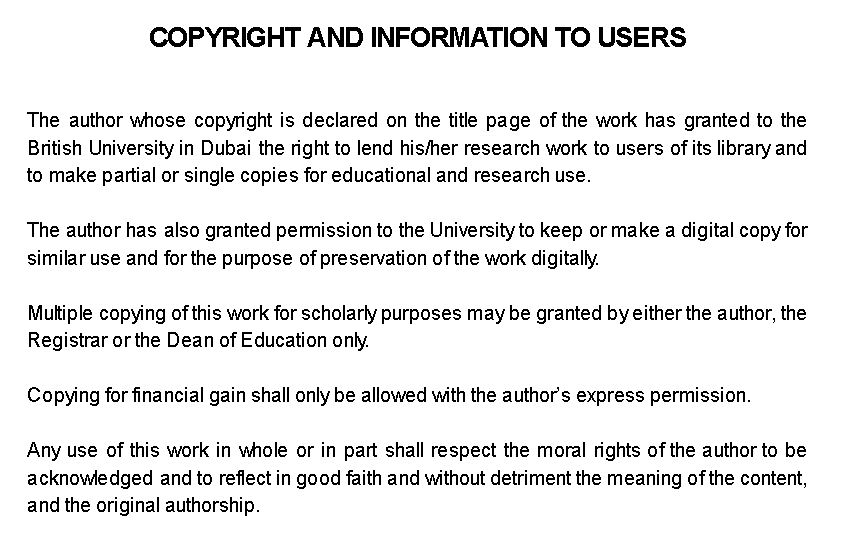 COPYRIGHT AND INFORMATION TO USERS
The author whose copyright is declared on the title page of the work has granted to the
British University in Dubai the right to lend his/her research work to users of its library and
to make partial or single copies for educational and research use.
The author has also granted permission to the University to keep or make a digital copy for
similar use and for the purpose of preservation of the work digitally.
Multiple copying of this work for scholarly purposes may be granted by either the author, the
Registrar or the Dean of Education only.
Copying for financial gain shall only be allowed with the author’s express permission.
Any use of this work in whole or in part shall respect the moral rights of the author to be
acknowledged and to reflect in good faith and without detriment the meaning of the content,
and the original authorship.